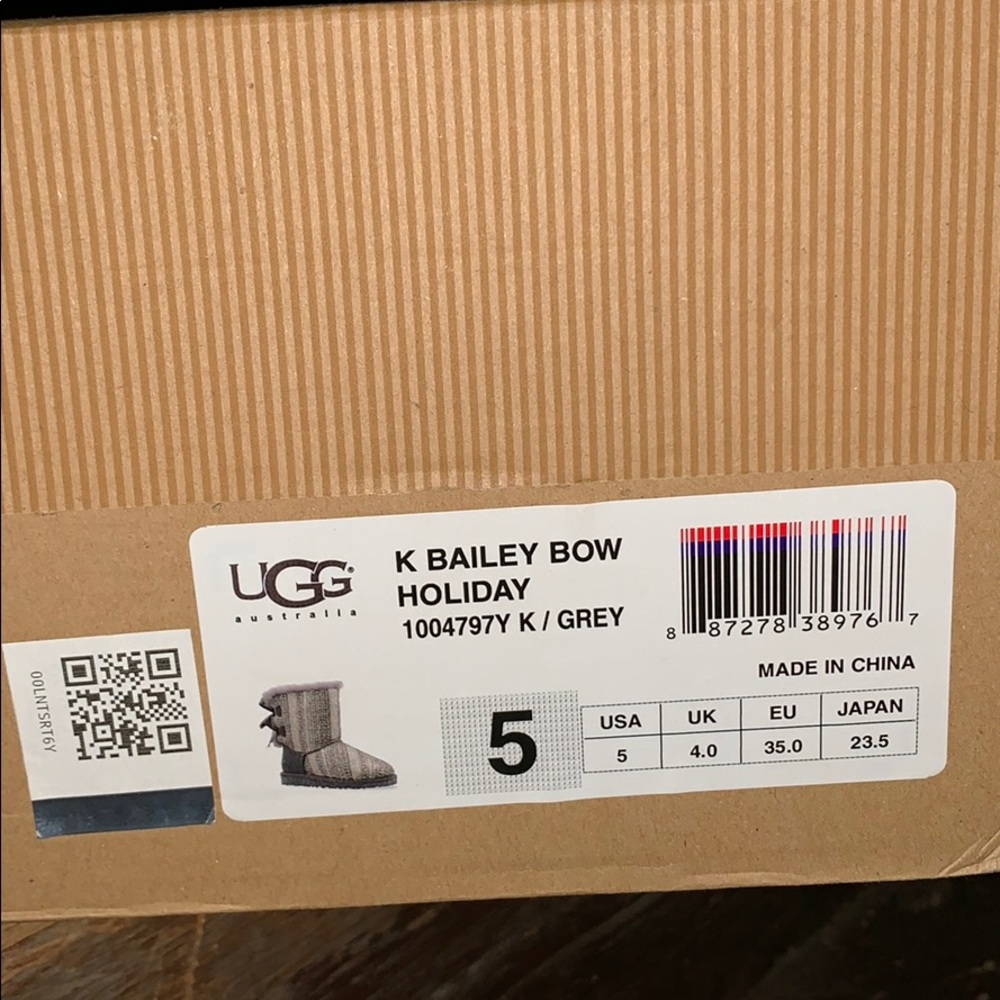 UGG®
australia
K BAILEY BOW
HOLIDAY
1004797Y K / GREY
8 87278 38976 7
MADE IN CHINA
5
USA UK EU JAPAN
5 4.0 35.0 23.5
00LNTSRT6Y